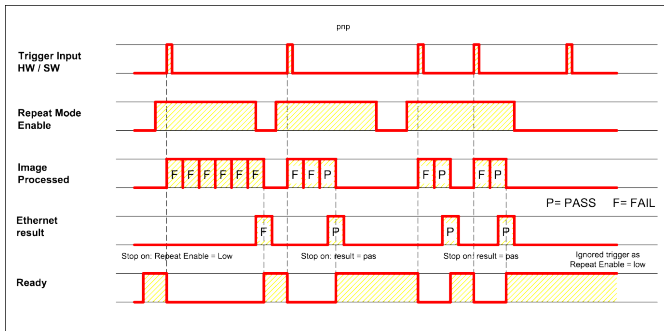 pnp
Trigger Input
HW / SW
Repeat Mode
Enable
Image
Processed
F F F F F F F F P F P F P
P= PASS F= FAIL
Ethernet
result
F P P P
Stop on: Repeat Enable = Low
Stop on: result = pas
Stop on: result = pas
Ignored trigger as
Repeat Enable = low
Ready